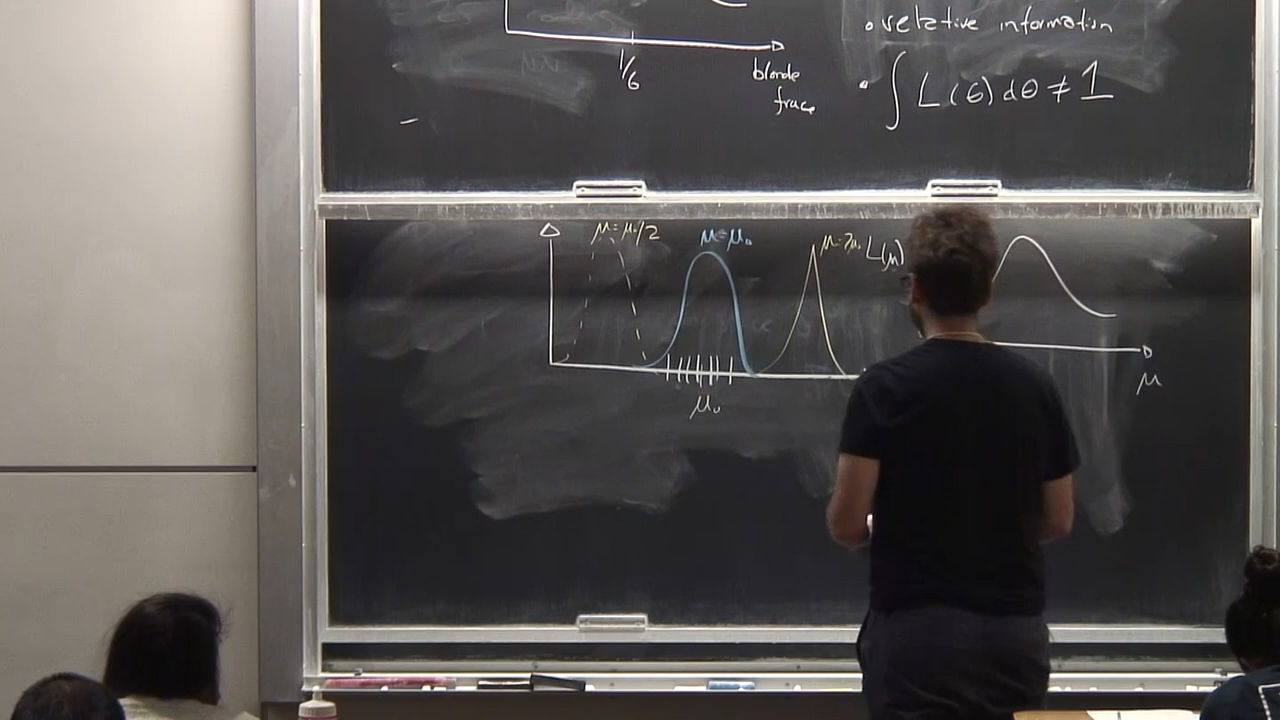 1/6
blonde
frac
• relative information
• ∫ L(θ) dθ ≠ 1
μ=μ₀/2
μ=μ₀
μ=2μ₀
L(μ)
μ₀
μ